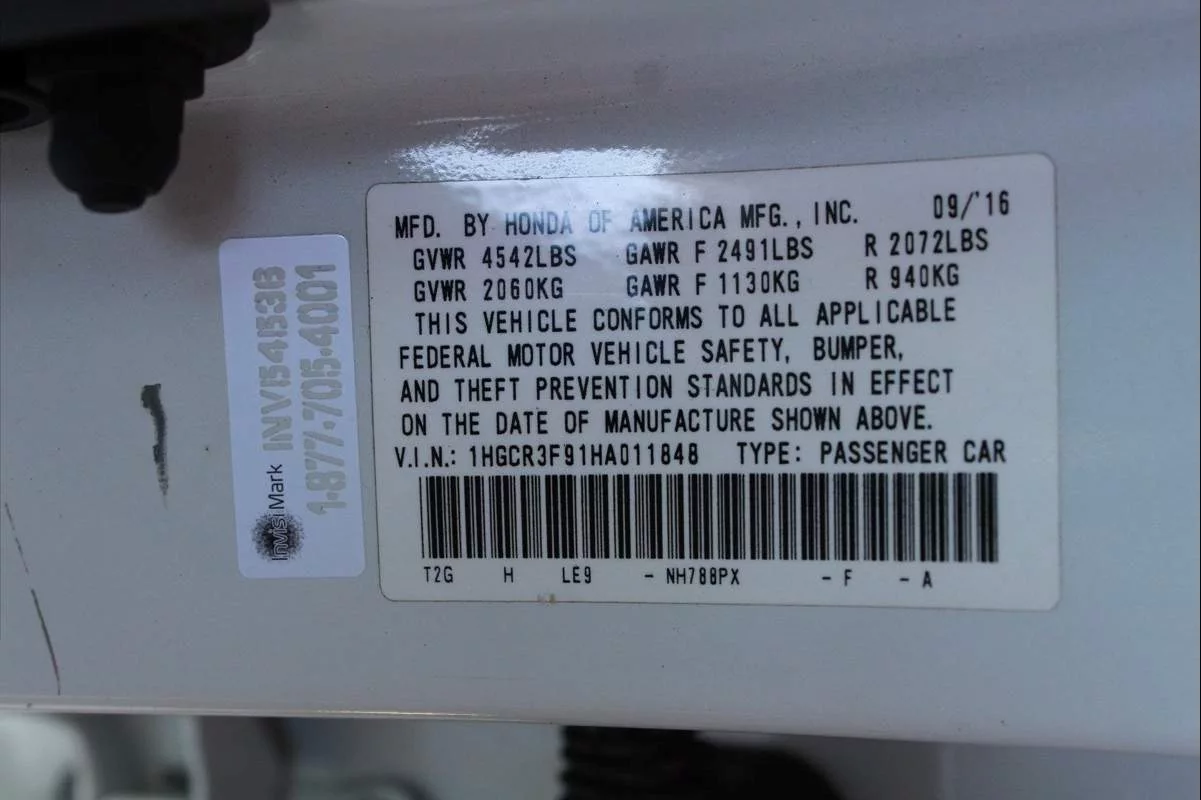 MFD. BY HONDA OF AMERICA MFG., INC. 09/'16
GVWR 4542LBS GAWR F 2491LBS R 2072LBS
GVWR 2060KG GAWR F 1130KG R 940KG
THIS VEHICLE CONFORMS TO ALL APPLICABLE
FEDERAL MOTOR VEHICLE SAFETY, BUMPER,
AND THEFT PREVENTION STANDARDS IN EFFECT
ON THE DATE OF MANUFACTURE SHOWN ABOVE.
V.I.N.: 1HGCR3F91HA011848 TYPE: PASSENGER CAR
T2G H LE9 - NH788PX - F - A
InvisiMark
1-877-705-4001